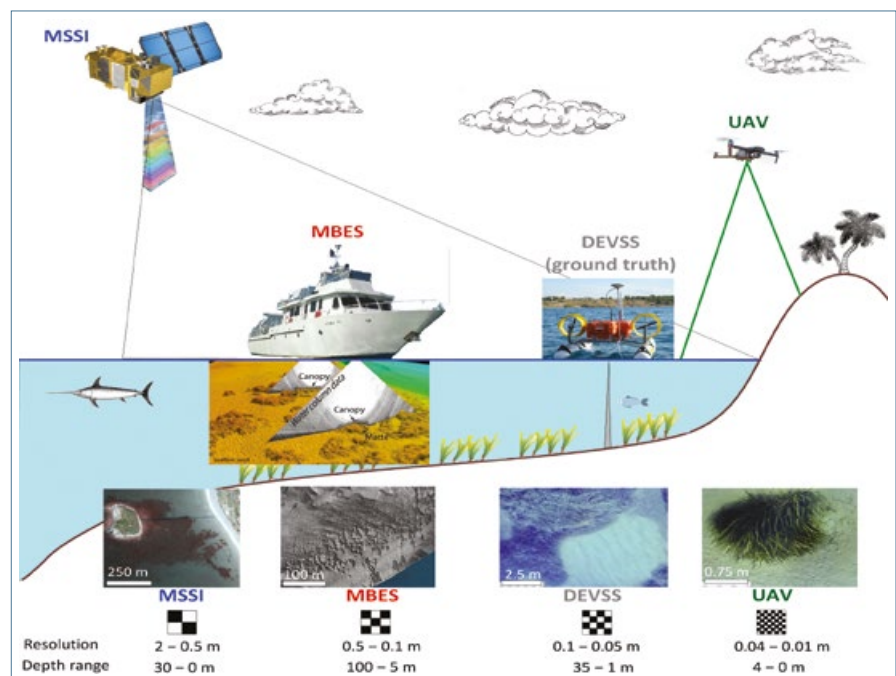 MSSI
UAV
MBES
DEVSS
(ground truth)
Canopy
Water column data
Canopy
Matte
250 m
100 m
2.5 m
0.75 m
MSSI
MBES
DEVSS
UAV
Resolution
2 – 0.5 m
0.5 – 0.1 m
0.1 – 0.05 m
0.04 – 0.01 m
Depth range
30 – 0 m
100 – 5 m
35 – 1 m
4 – 0 m